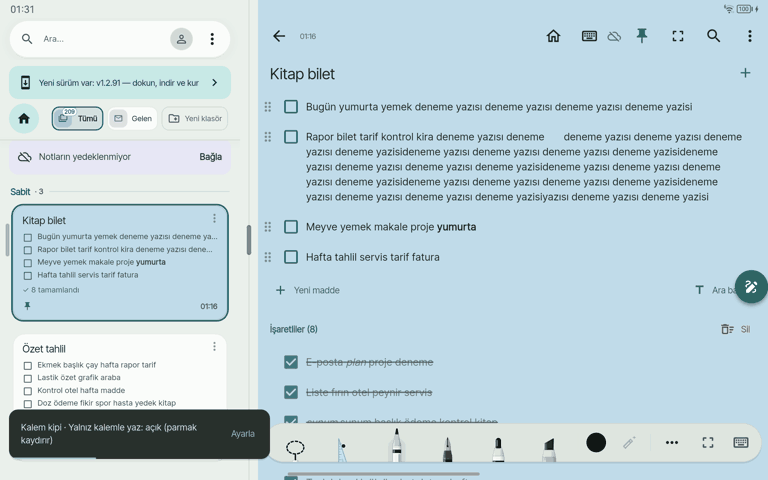 01:31
100
Ara...
Yeni sürüm var: v1.2.91 — dokun, indir ve kur
209
Tümü
Gelen
Yeni klasör
Notların yedeklenmiyor
Bağla
Sabit · 3
Kitap bilet
Bugün yumurta yemek deneme yazısı deneme ya...
Rapor bilet tarif kontrol kira deneme yazısı dene...
Meyve yemek makale proje yumurta
Hafta tahlil servis tarif fatura
✓ 8 tamamlandı
01:16
Özet tahlil
Ekmek başlık çay hafta rapor tarif
Lastik özet grafik araba
Kontrol otel hafta madde
Doz ödeme fikir spor hasta yedek kitap
Kalem kipi · Yalnız kalemle yaz: açık (parmak
kaydırır)
Ayarla
01:16
Kitap bilet
Bugün yumurta yemek deneme yazısı deneme yazısı deneme yazısı deneme yazisi
Rapor bilet tarif kontrol kira deneme yazısı deneme deneme yazısı deneme yazısı deneme
yazısı deneme yazisideneme yazısı deneme yazısı deneme yazısı deneme yazisideneme
yazısı deneme yazisideneme yazısı deneme yazısı deneme yazısı deneme yazısı deneme
yazısı deneme yazisideneme yazısı deneme yazısı deneme yazısı deneme yazisideneme
yazısı deneme yazısı deneme yazısı deneme yazisiyazısı deneme yazısı deneme yazisi
Meyve yemek makale proje yumurta
Hafta tahlil servis tarif fatura
Yeni madde
Ara ba
İşaretliler (8)
Sil
E-posta plan proje deneme
Liste fırın otel peynir servis